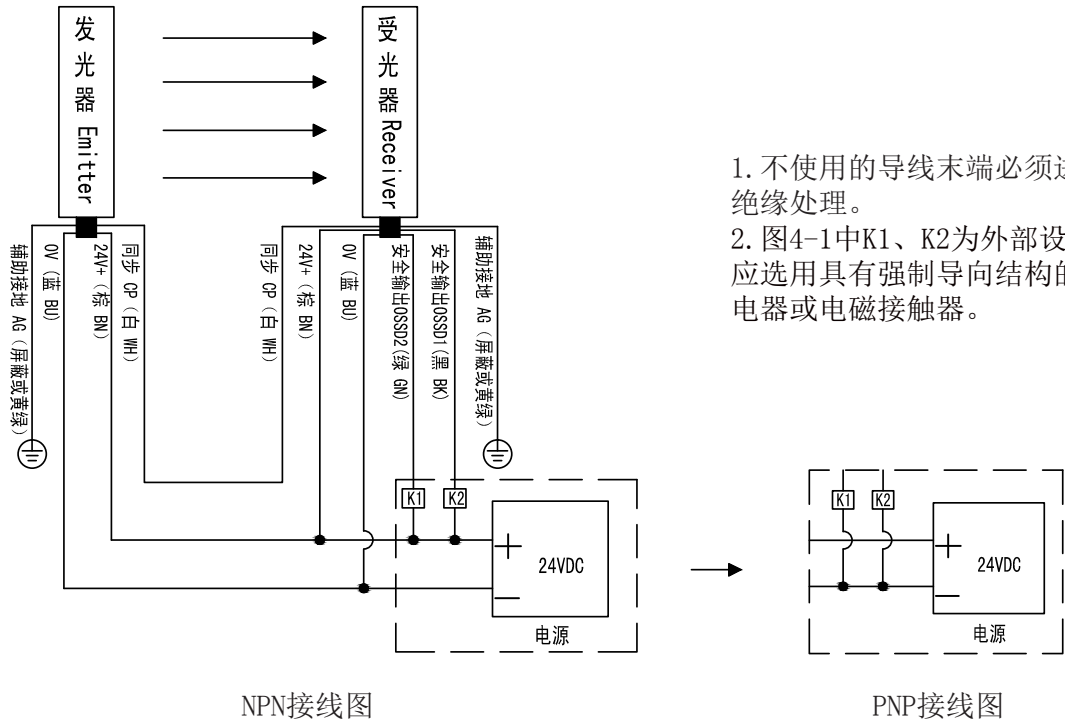 发光器 Emitter
受光器 Receiver
1.不使用的导线末端必须
绝缘处理。
2.图4-1中K1、K2为外部设
应选用具有强制导向结构的
电器或电磁接触器。
辅助接地 AG（屏蔽或黄绿）
0V（蓝 BU）
24V+（棕 BN）
同步 CP（白 WH）
同步 CP（白 WH）
24V+（棕 BN）
0V（蓝 BU）
安全输出OSSD2(绿 GN)
安全输出OSSD1(黑 BK)
辅助接地 AG（屏蔽或黄绿）
K1
K2
24VDC
电源
K1
K2
24VDC
电源
NPN接线图
PNP接线图